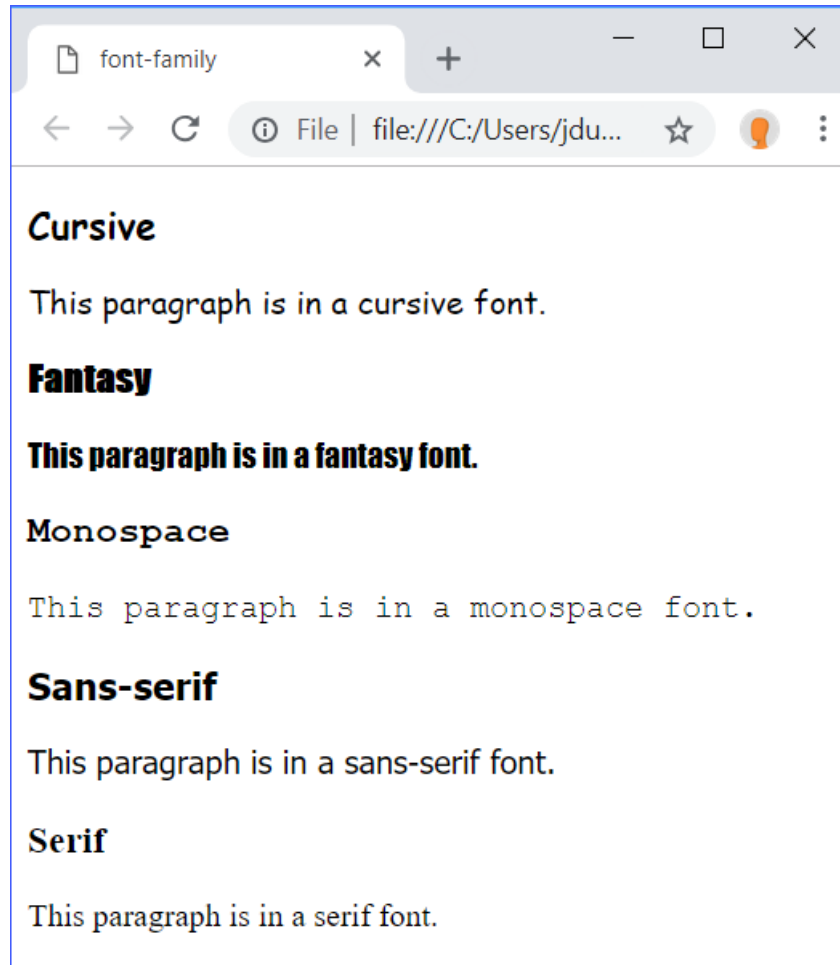 font-family
File | file:///C:/Users/jdu...
Cursive
This paragraph is in a cursive font.
Fantasy
This paragraph is in a fantasy font.
Monospace
This paragraph is in a monospace font.
Sans-serif
This paragraph is in a sans-serif font.
Serif
This paragraph is in a serif font.